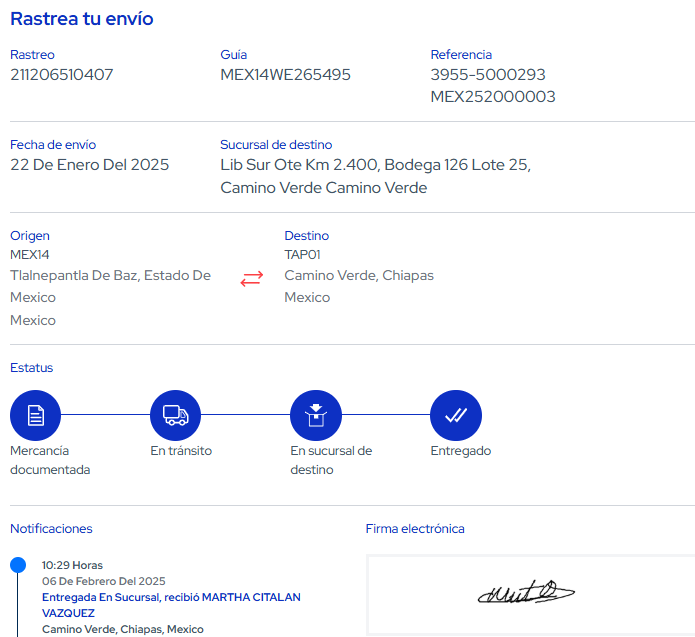 Rastrea tu envío
Rastreo
211206510407
Guía
MEX14WE265495
Referencia
3955-5000293
MEX252000003
Fecha de envío
22 De Enero Del 2025
Sucursal de destino
Lib Sur Ote Km 2.400, Bodega 126 Lote 25,
Camino Verde Camino Verde
Origen
MEX14
Tlalnepantla De Baz, Estado De
Mexico
Mexico
Destino
TAP01
Camino Verde, Chiapas
Mexico
Estatus
Mercancía
documentada
En tránsito
En sucursal de
destino
Entregado
Notificaciones
10:29 Horas
06 De Febrero Del 2025
Entregada En Sucursal, recibió MARTHA CITALAN
VAZQUEZ
Camino Verde, Chiapas, Mexico
Firma electrónica